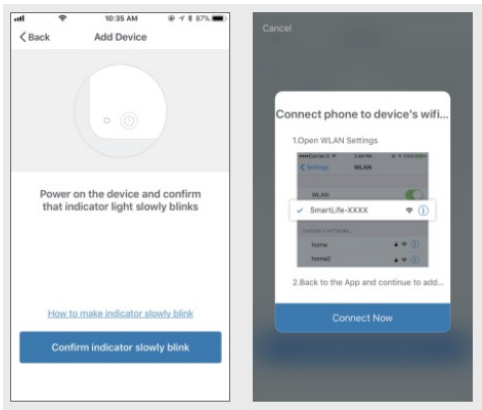 10:35 AM
87%
Back
Add Device
Power on the device and confirm
that indicator light slowly blinks
How to make indicator slowly blink
Confirm indicator slowly blink
Cancel
Connect phone to device's wifi...
1.Open WLAN Settings
Settings
WLAN
WLAN
SmartLife-XXXX
CHOOSE A NETWORK...
home
home2
2.Back to the App and continue to add...
Connect Now